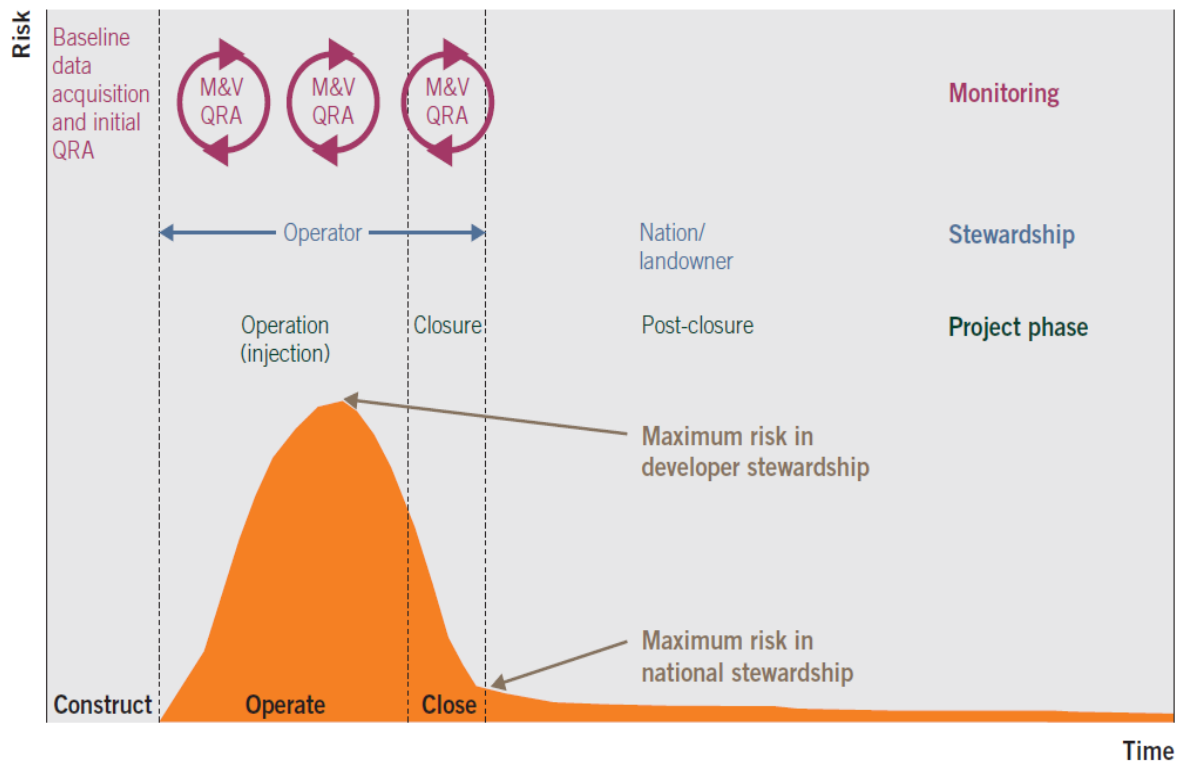 Risk
Baseline
data
acquisition
and initial
QRA
M&V
QRA
M&V
QRA
M&V
QRA
Monitoring
Operator
Nation/
landowner
Stewardship
Operation
(injection)
Closure
Post-closure
Project phase
Maximum risk in
developer stewardship
Maximum risk in
national stewardship
Construct
Operate
Close
Time